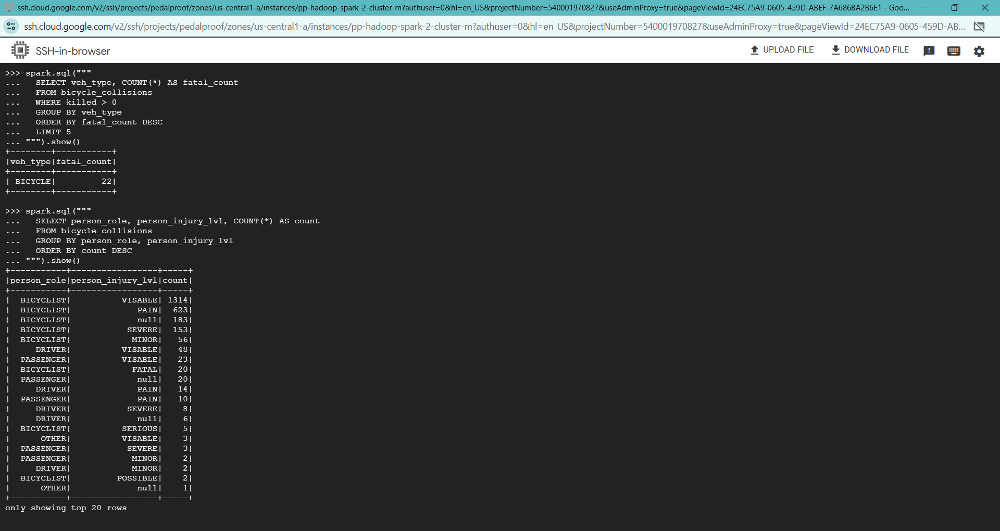 ssh.cloud.google.com/v2/ssh/projects/pedalproof/zones/us-central1-a/instances/pp-hadoop-spark-2-cluster-m?authuser=0&hl=en_US&projectNumber=540001970827&useAdminProxy=true&pageViewId=24EC75A9-0605-459D-ABEF-7A686BA2B6E1 - Goo...
ssh.cloud.google.com/v2/ssh/projects/pedalproof/zones/us-central1-a/instances/pp-hadoop-spark-2-cluster-m?authuser=0&hl=en_US&projectNumber=540001970827&useAdminProxy=true&pageViewId=24EC75A9-0605-459D-AB...
SSH-in-browser UPLOAD FILE DOWNLOAD FILE
>>> spark.sql("""
...   SELECT veh_type, COUNT(*) AS fatal_count
...   FROM bicycle_collisions
...   WHERE killed > 0
...   GROUP BY veh_type
...   ORDER BY fatal_count DESC
...   LIMIT 5
... """).show()
+--------+-----------+
|veh_type|fatal_count|
+--------+-----------+
| BICYCLE|         22|
+--------+-----------+
>>> spark.sql("""
...   SELECT person_role, person_injury_lvl, COUNT(*) AS count
...   FROM bicycle_collisions
...   GROUP BY person_role, person_injury_lvl
...   ORDER BY count DESC
... """).show()
+-----------+-----------------+-----+
|person_role|person_injury_lvl|count|
+-----------+-----------------+-----+
|  BICYCLIST|          VISABLE| 1314|
|  BICYCLIST|             PAIN|  623|
|  BICYCLIST|             null|  183|
|  BICYCLIST|           SEVERE|  153|
|  BICYCLIST|            MINOR|   56|
|     DRIVER|          VISABLE|   48|
|  PASSENGER|          VISABLE|   23|
|  BICYCLIST|            FATAL|   20|
|  PASSENGER|             null|   20|
|     DRIVER|             PAIN|   14|
|  PASSENGER|             PAIN|   10|
|     DRIVER|           SEVERE|    8|
|     DRIVER|             null|    6|
|  BICYCLIST|          SERIOUS|    5|
|      OTHER|          VISABLE|    3|
|  PASSENGER|           SEVERE|    3|
|  PASSENGER|            MINOR|    2|
|     DRIVER|            MINOR|    2|
|  BICYCLIST|         POSSIBLE|    2|
|      OTHER|             null|    1|
+-----------+-----------------+-----+
only showing top 20 rows